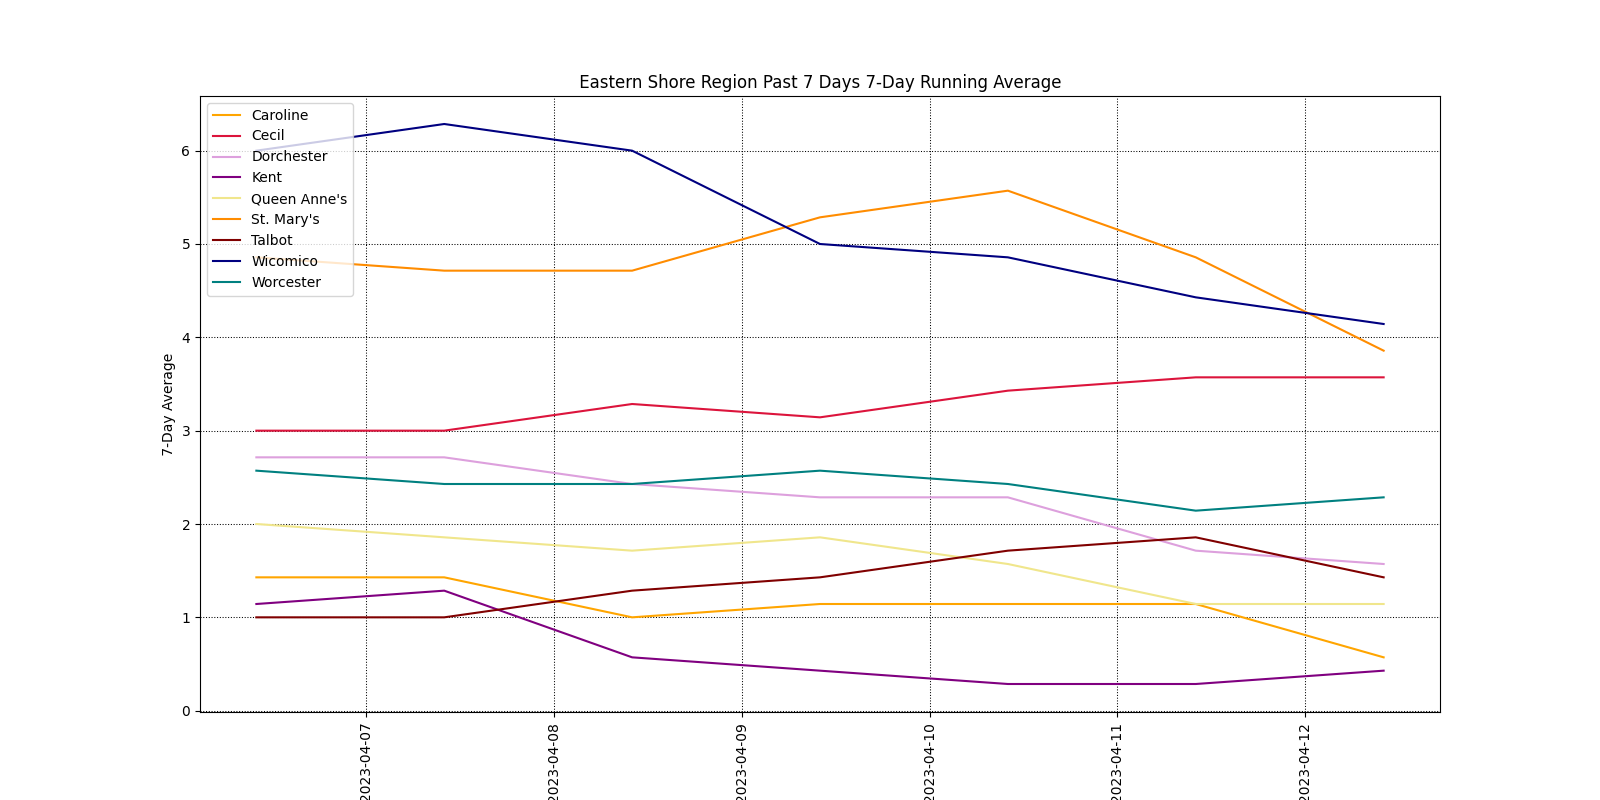 Eastern Shore Region Past 7 Days 7-Day Running Average
Caroline
Cecil
Dorchester
Kent
Queen Anne's
St. Mary's
Talbot
Wicomico
Worcester
7-Day Average
6
5
4
3
2
1
0
2023-04-07
2023-04-08
2023-04-09
2023-04-10
2023-04-11
2023-04-12